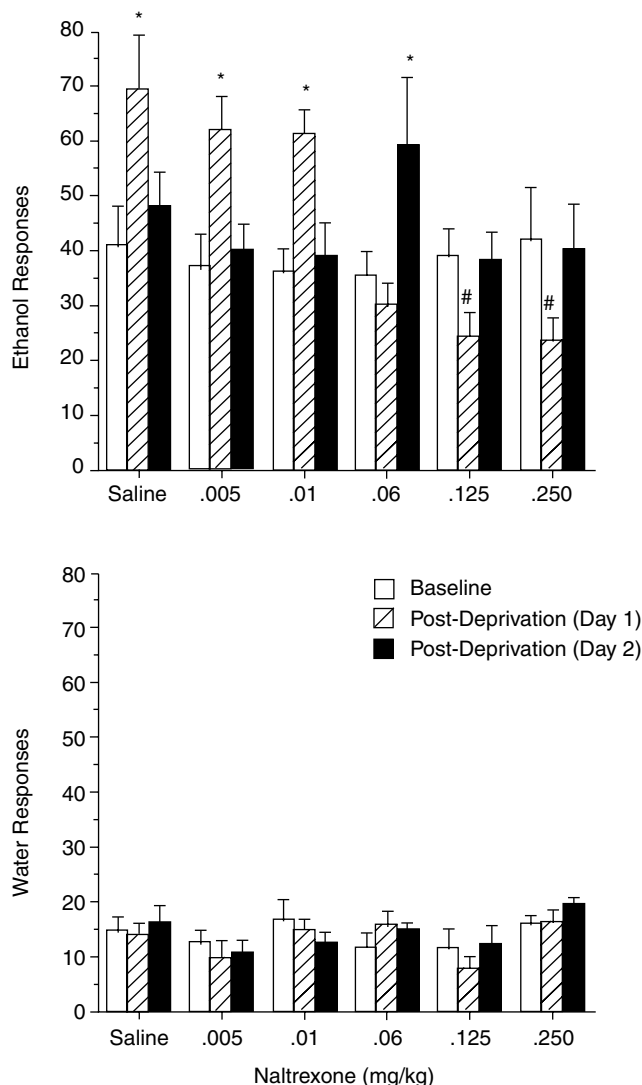 80
70
60
50
40
30
20
10
0
Ethanol Responses
* * * * # #
Saline .005 .01 .06 .125 .250
80
70
60
50
40
30
20
10
0
Water Responses
Baseline
Post-Deprivation (Day 1)
Post-Deprivation (Day 2)
Saline .005 .01 .06 .125 .250
Naltrexone (mg/kg)